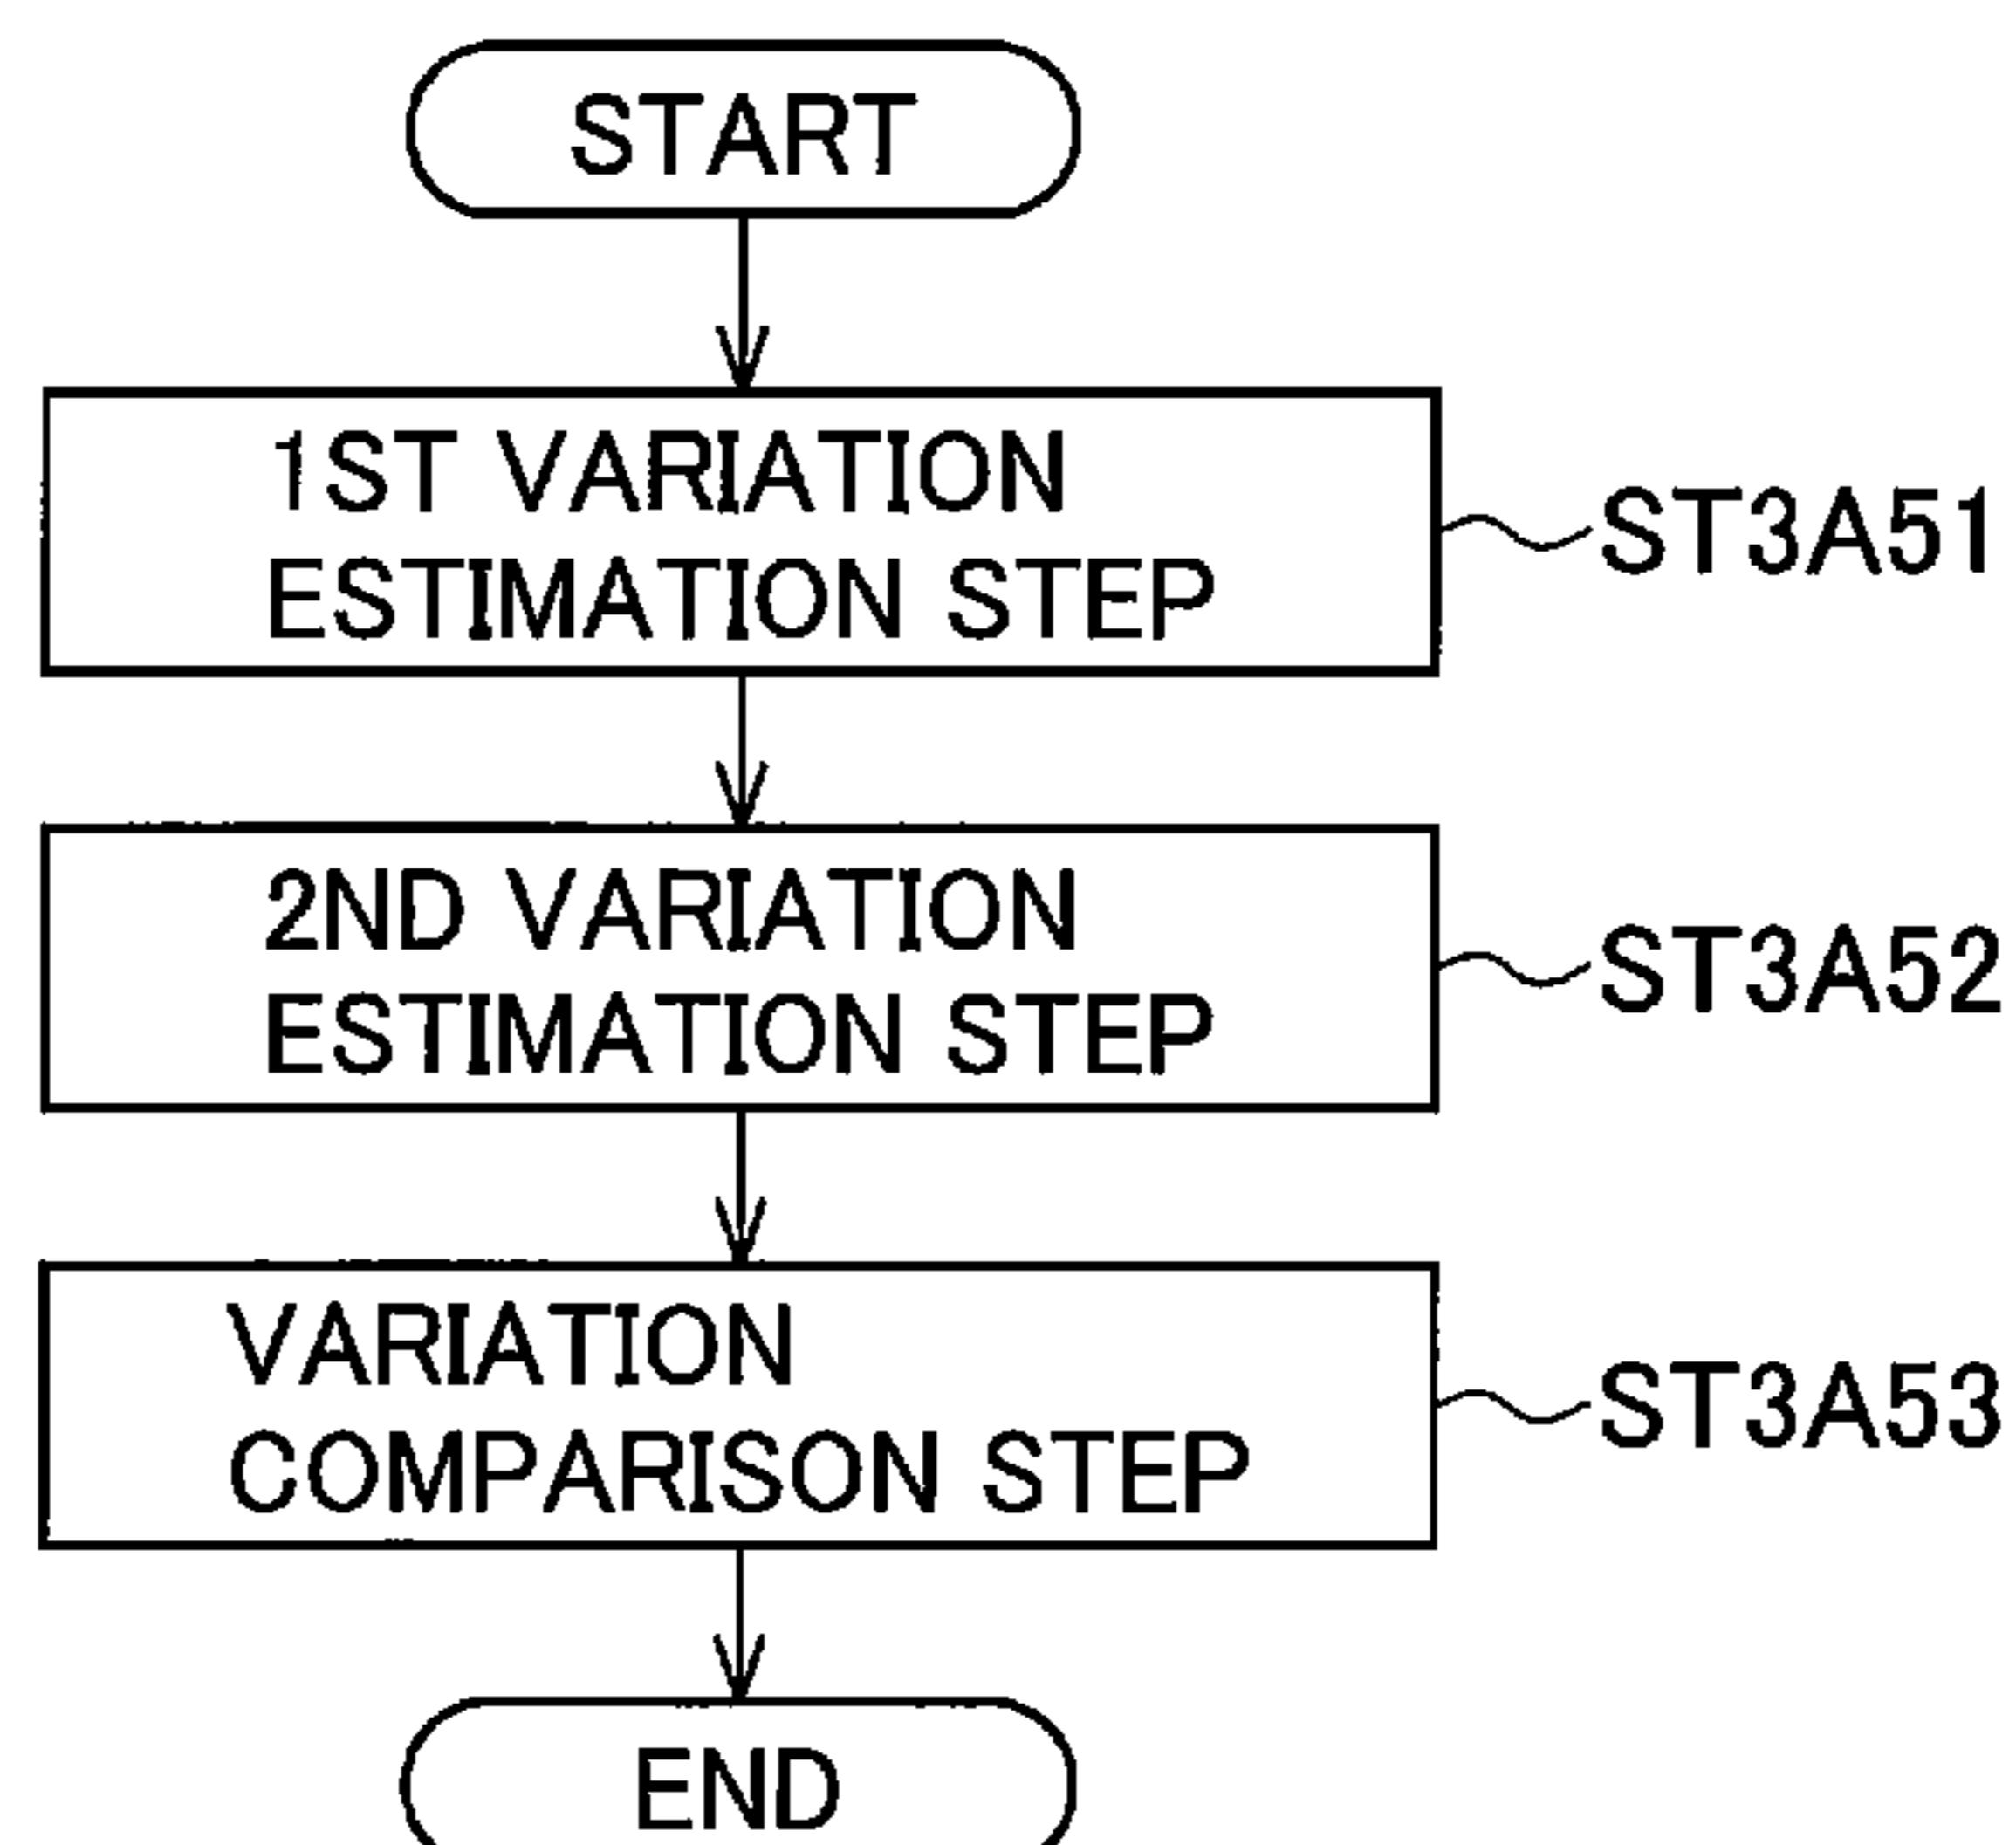 START
1ST VARIATION
ESTIMATION STEP
ST3A51
2ND VARIATION
ESTIMATION STEP
ST3A52
VARIATION
COMPARISON STEP
ST3A53
END